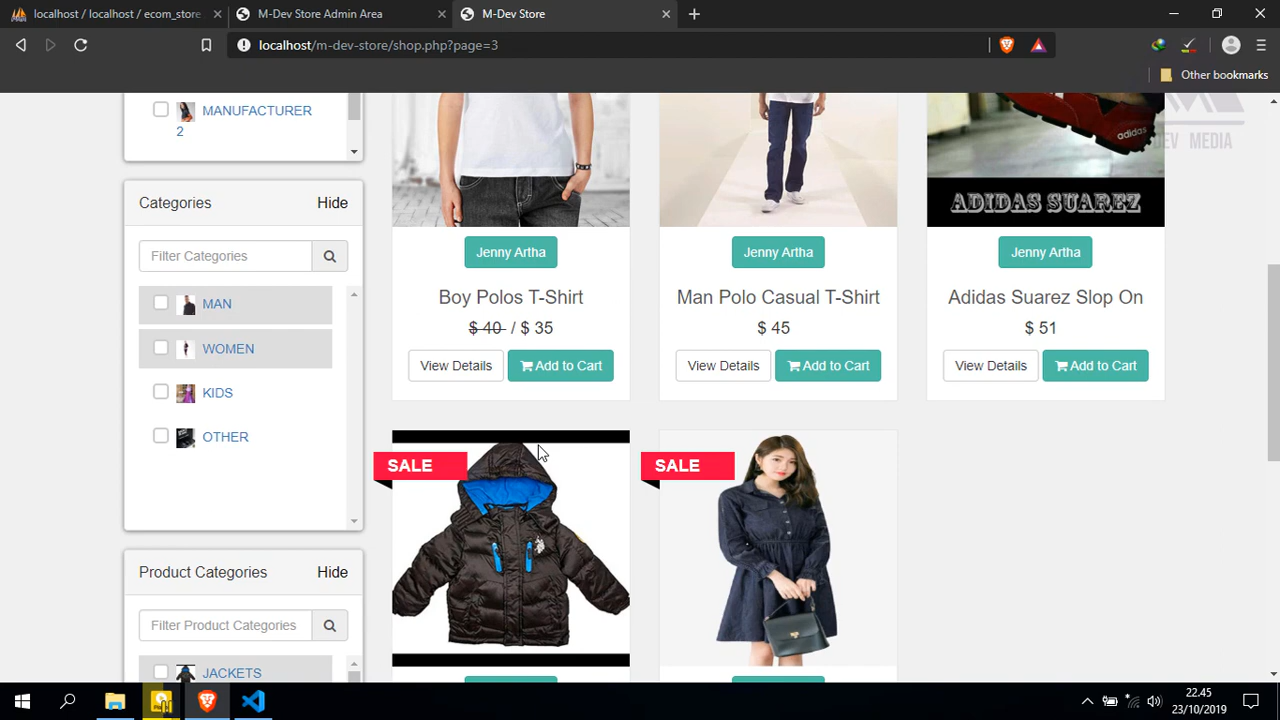 localhost / localhost / ecom_store
M-Dev Store Admin Area
M-Dev Store
localhost/m-dev-store/shop.php?page=3
Other bookmarks
DEV MEDIA
MANUFACTURER
2
Categories
Hide
Filter Categories
MAN
WOMEN
KIDS
OTHER
Product Categories
Hide
Filter Product Categories
JACKETS
adidas
ADIDAS SUAREZ
Jenny Artha
Jenny Artha
Jenny Artha
Boy Polos T-Shirt
Man Polo Casual T-Shirt
Adidas Suarez Slop On
$ 40 / $ 35
$ 45
$ 51
View Details
Add to Cart
View Details
Add to Cart
View Details
Add to Cart
SALE
SALE
22.45
23/10/2019